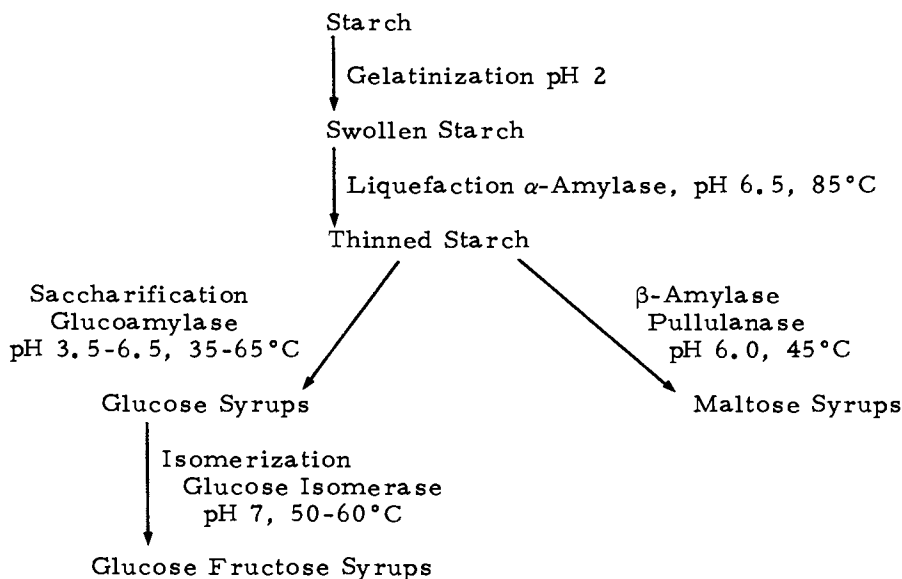 Starch
Gelatinization pH 2
Swollen Starch
Liquefaction α-Amylase, pH 6.5, 85°C
Thinned Starch
Saccharification
Glucoamylase
pH 3.5-6.5, 35-65°C
β-Amylase
Pullulanase
pH 6.0, 45°C
Glucose Syrups
Maltose Syrups
Isomerization
Glucose Isomerase
pH 7, 50-60°C
Glucose Fructose Syrups